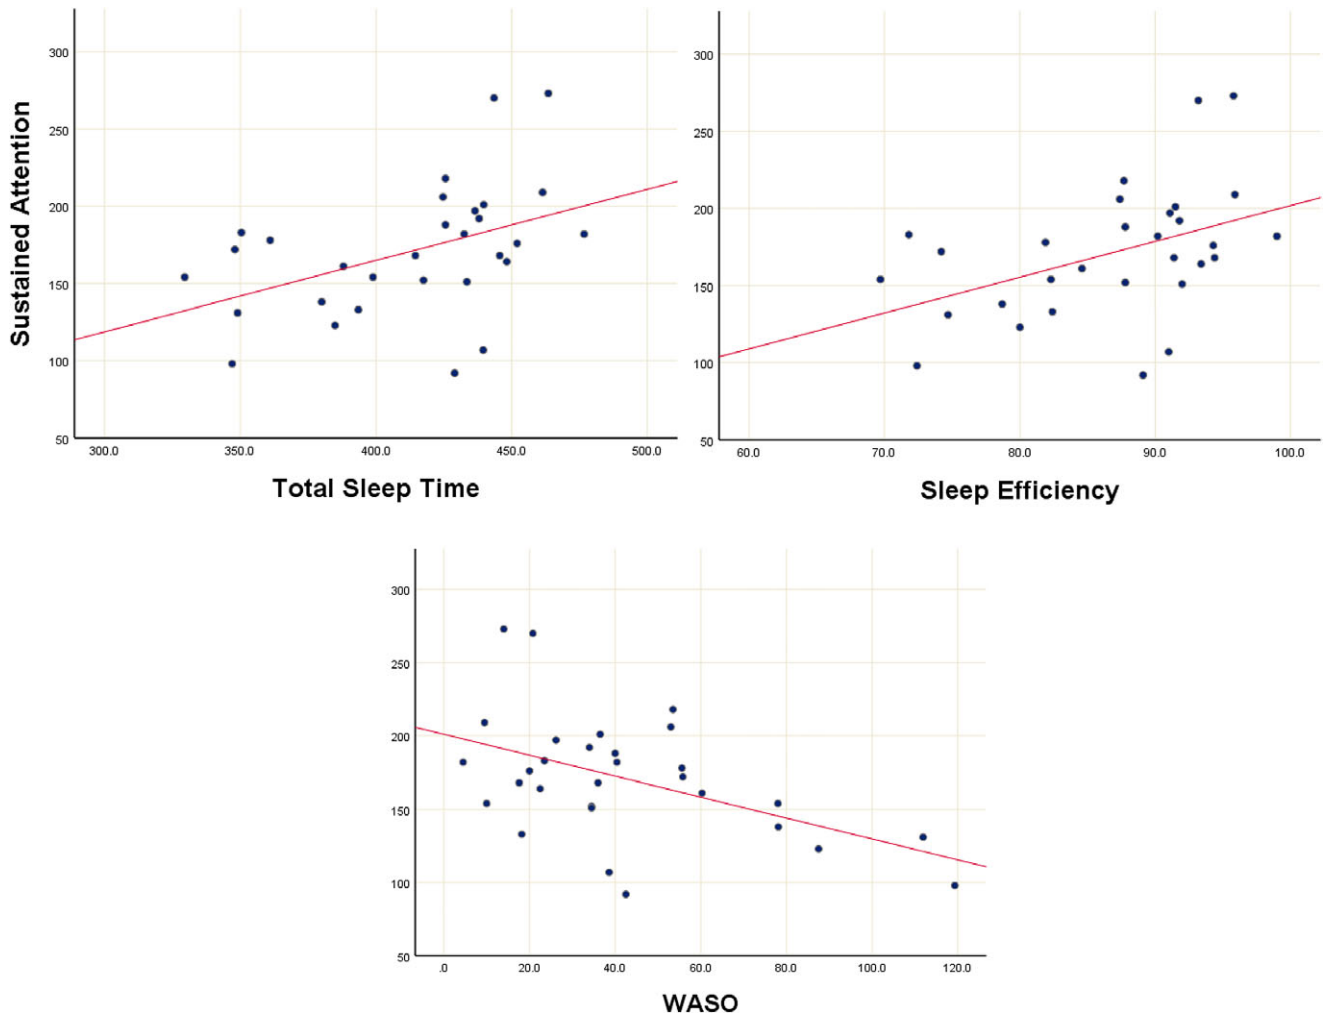 Sustained Attention
300
250
200
150
100
50
300.0 350.0 400.0 450.0 500.0
Total Sleep Time
300
250
200
150
100
50
60.0 70.0 80.0 90.0 100.0
Sleep Efficiency
300
250
200
150
100
50
.0 20.0 40.0 60.0 80.0 100.0 120.0
WASO